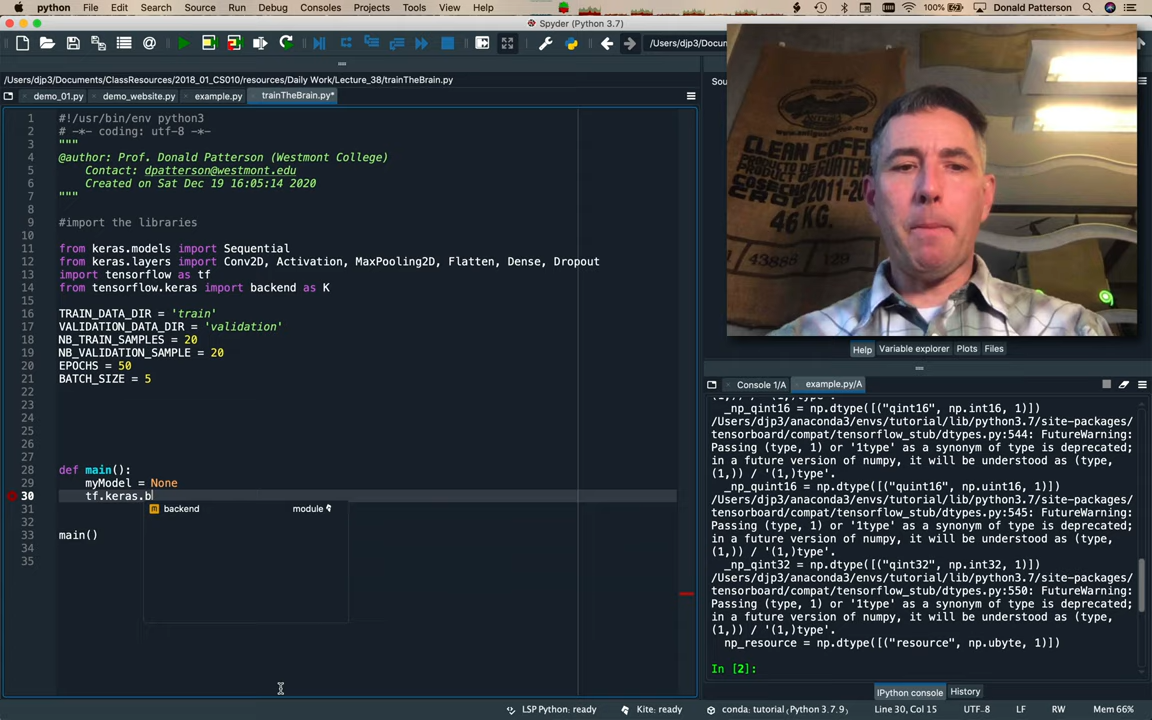 python File Edit Search Source Run Debug Consoles Projects Tools View Help 100% Donald Patterson
Spyder (Python 3.7)
/Users/djp3/Docum
/Users/djp3/Documents/ClassResources/2018_01_CS010/resources/Daily Work/Lecture_38/trainTheBrain.py
demo_01.py demo_website.py example.py trainTheBrain.py*
1 #!/usr/bin/env python3
2 # -*- coding: utf-8 -*-
3 """
4 @author: Prof. Donald Patterson (Westmont College)
5 Contact: dpatterson@westmont.edu
6 Created on Sat Dec 19 16:05:14 2020
7 """
8
9 #import the libraries
10
11 from keras.models import Sequential
12 from keras.layers import Conv2D, Activation, MaxPooling2D, Flatten, Dense, Dropout
13 import tensorflow as tf
14 from tensorflow.keras import backend as K
15
16 TRAIN_DATA_DIR = 'train'
17 VALIDATION_DATA_DIR = 'validation'
18 NB_TRAIN_SAMPLES = 20
19 NB_VALIDATION_SAMPLE = 20
20 EPOCHS = 50
21 BATCH_SIZE = 5
22
23
24
25
26
27
28 def main():
29 myModel = None
30 tf.keras.b
backend module
31
32
33 main()
34
35
Sou
CLEAN COFFEE
2011-20
46 KG.
43888 129
Help Variable explorer Plots Files
Console 1/A example.py/A
(1,)) / '(1,)type'.
_np_qint16 = np.dtype([("qint16", np.int16, 1)])
/Users/djp3/anaconda3/envs/tutorial/lib/python3.7/site-packages/
tensorboard/compat/tensorflow_stub/dtypes.py:544: FutureWarning:
Passing (type, 1) or '1type' as a synonym of type is deprecated;
in a future version of numpy, it will be understood as (type,
(1,)) / '(1,)type'.
_np_quint16 = np.dtype([("quint16", np.uint16, 1)])
/Users/djp3/anaconda3/envs/tutorial/lib/python3.7/site-packages/
tensorboard/compat/tensorflow_stub/dtypes.py:545: FutureWarning:
Passing (type, 1) or '1type' as a synonym of type is deprecated;
in a future version of numpy, it will be understood as (type,
(1,)) / '(1,)type'.
_np_qint32 = np.dtype([("qint32", np.int32, 1)])
/Users/djp3/anaconda3/envs/tutorial/lib/python3.7/site-packages/
tensorboard/compat/tensorflow_stub/dtypes.py:550: FutureWarning:
Passing (type, 1) or '1type' as a synonym of type is deprecated;
in a future version of numpy, it will be understood as (type,
(1,)) / '(1,)type'.
np_resource = np.dtype([("resource", np.ubyte, 1)])
In [2]:
IPython console History
LSP Python: ready Kite: ready conda: tutorial (Python 3.7.9) Line 30, Col 15 UTF-8 LF RW Mem 66%